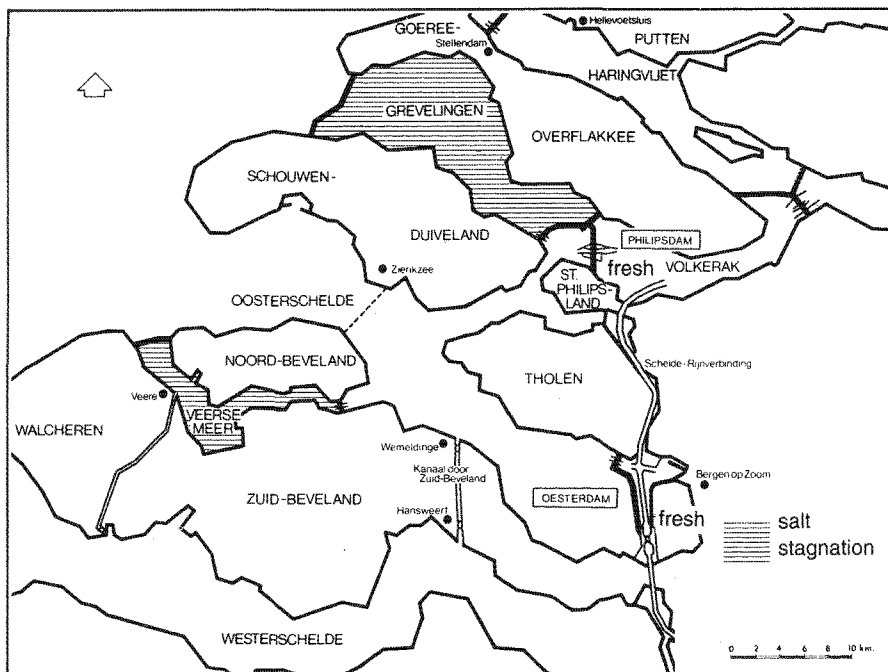 GOEREE-
Stellendam
Hellevoetsluis
PUTTEN
HARINGVLIET
GREVELINGEN
OVERFLAKKEE
SCHOUWEN-
DUIVELAND
PHILIPSDAM
fresh
VOLKERAK
Zierikzee
ST.
PHILIPS-
LAND
OOSTERSCHELDE
NOORD-BEVELAND
Schelde-Rijnverbinding
THOLEN
Veere
VEERSE
MEER
WALCHEREN
Wemeldinge
Kanaal door
Zuid-Beveland
Bergen op Zoom
ZUID-BEVELAND
OESTERDAM
Hansweert
fresh
salt
stagnation
WESTERSCHELDE
0 2 4 6 8 10 km.